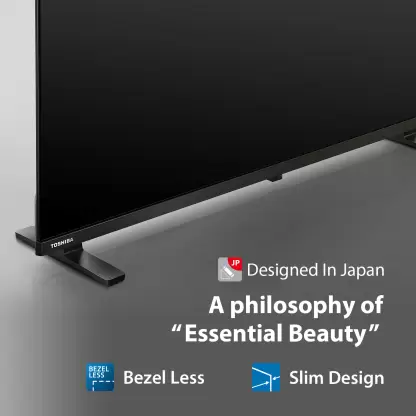 TOSHIBA
JP
Designed In Japan
A philosophy of
“Essential Beauty”
BEZEL
LESS
Bezel Less
Slim Design